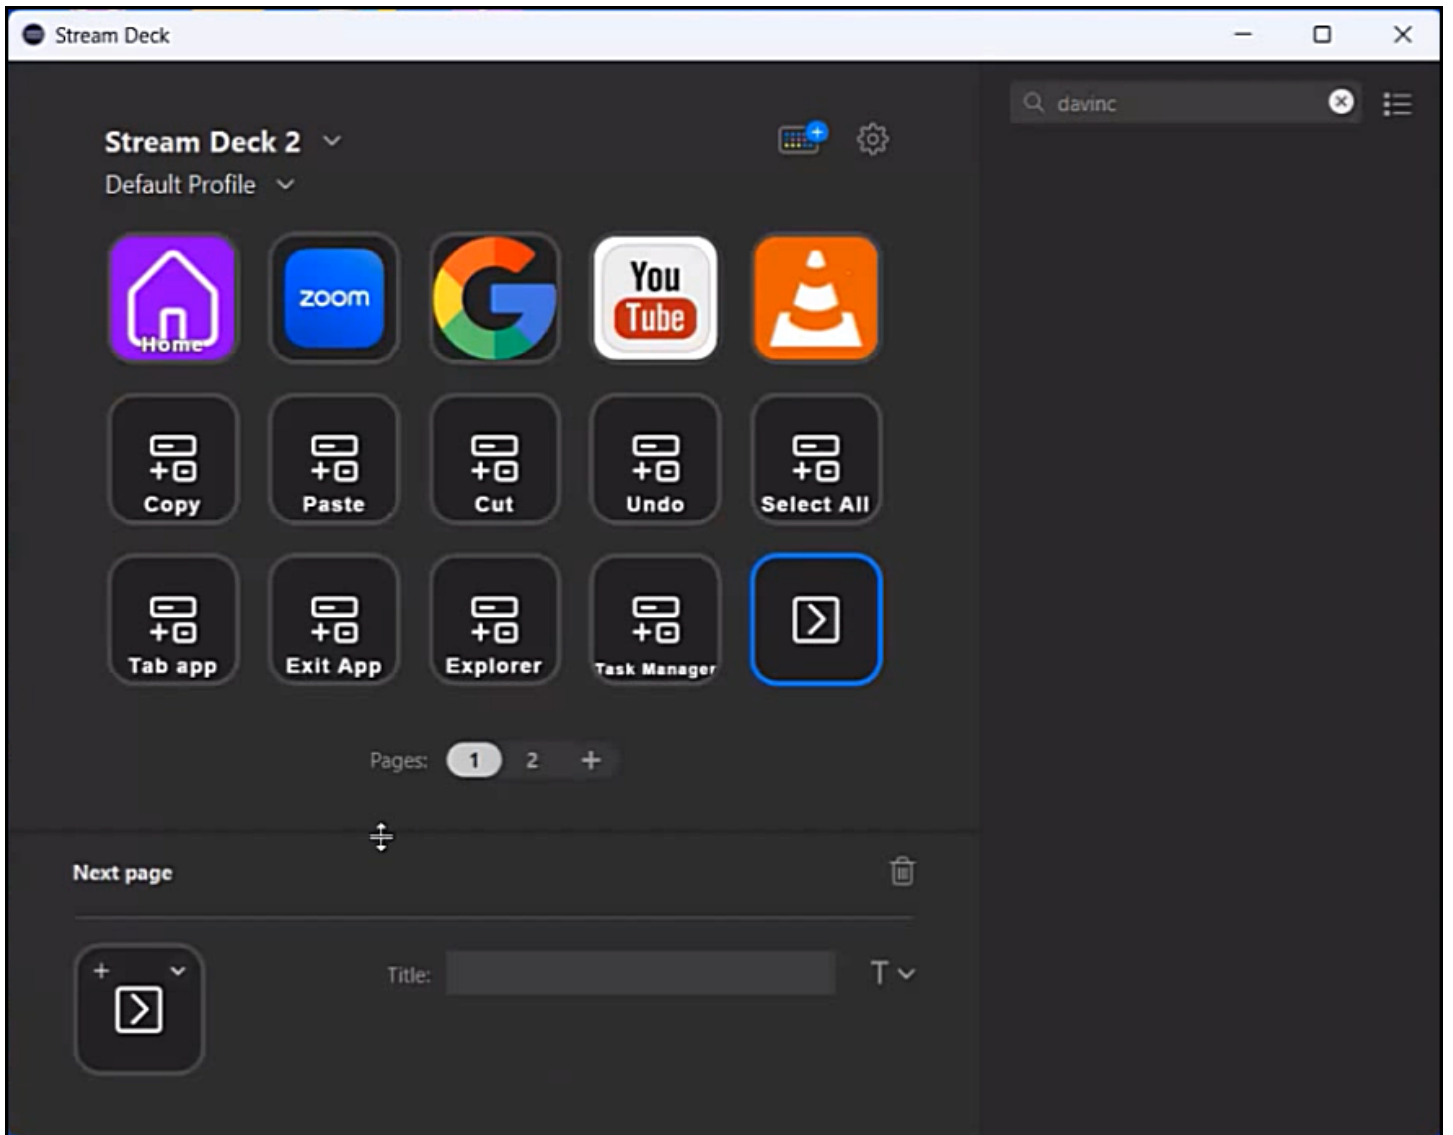 Stream Deck
davinc
Stream Deck 2
Default Profile
Home
zoom
You
Tube
Copy
Paste
Cut
Undo
Select All
Tab app
Exit App
Explorer
Task Manager
Pages: 1 2 +
Next page
Title:
T